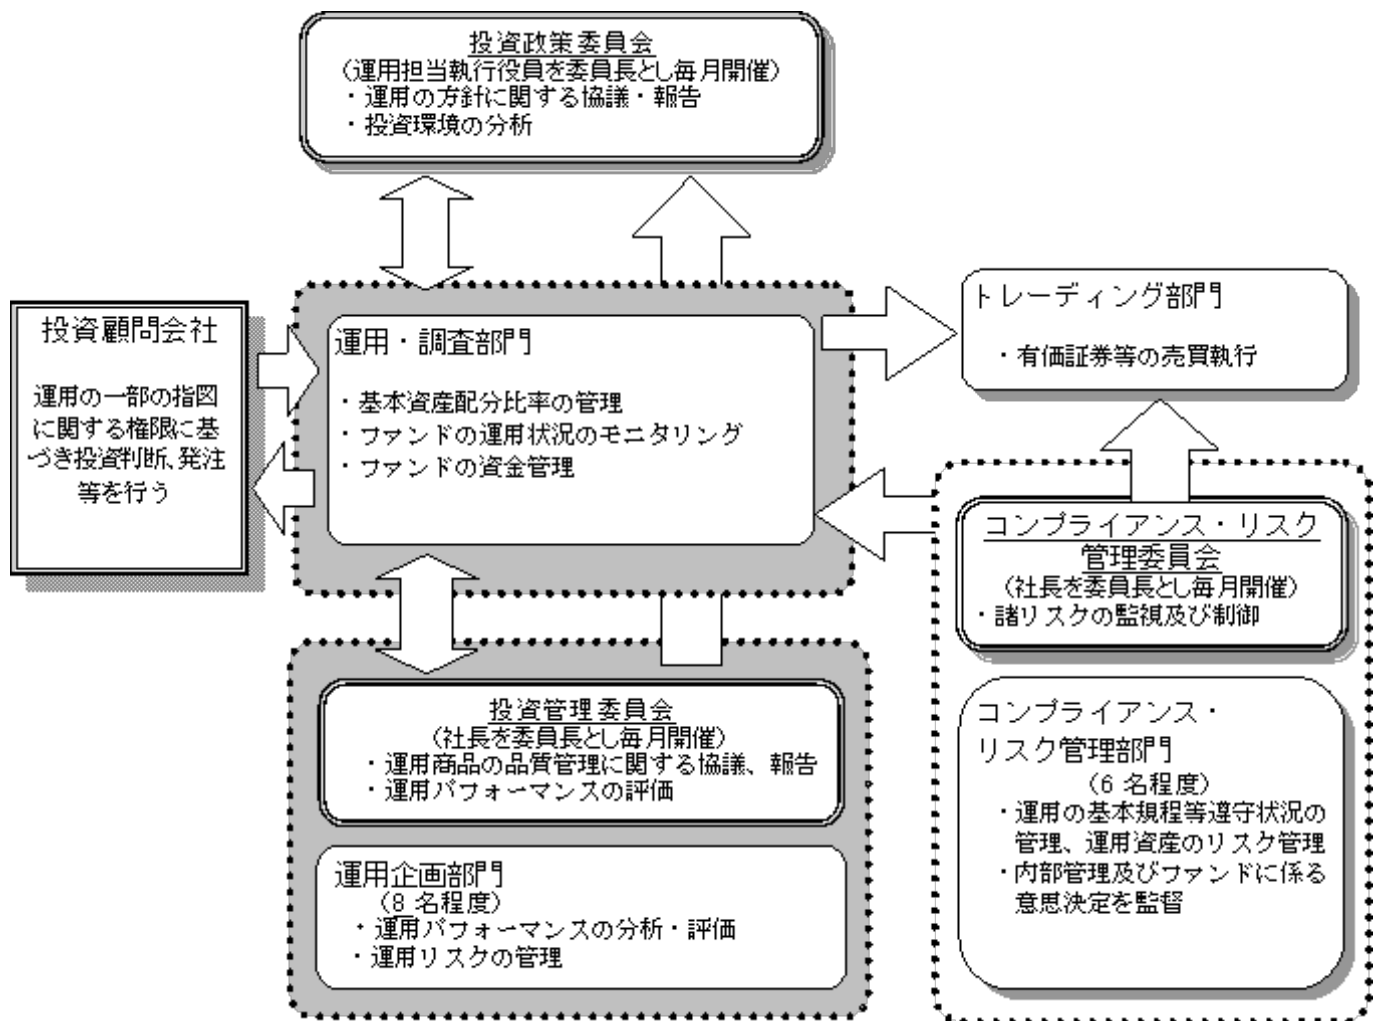 投資政策委員会
（運用担当執行役員を委員長とし毎月開催）
・運用の方針に関する協議・報告
・投資環境の分析
投資顧問会社
運用の一部の指図
に関する権限に基
づき投資判断、発注
等を行う
運用・調査部門
・基本資産配分比率の管理
・ファンドの運用状況のモニタリング
・ファンドの資金管理
トレーディング部門
・有価証券等の売買執行
コンプライアンス・リスク
管理委員会
（社長を委員長とし毎月開催）
・諸リスクの監視及び制御
投資管理委員会
（社長を委員長とし毎月開催）
・運用商品の品質管理に関する協議、報告
・運用パフォーマンスの評価
運用企画部門
（8 名程度）
・運用パフォーマンスの分析・評価
・運用リスクの管理
コンプライアンス・
リスク管理部門
（6 名程度）
・運用の基本規程等遵守状況の
管理、運用資産のリスク管理
・内部管理及びファンドに係る
意思決定を監督